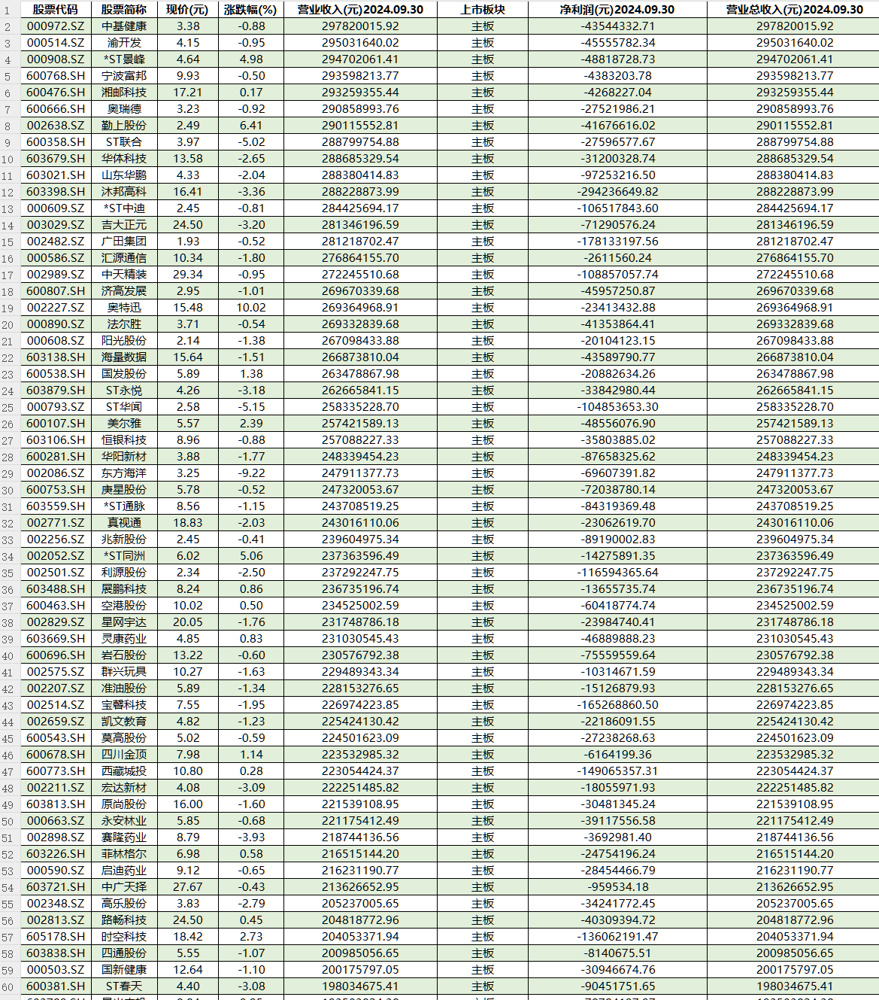 1 股票代码 股票简称 现价(元) 涨跌幅(%) 营业收入(元)2024.09.30 上市板块 净利润(元)2024.09.30 营业总收入(元)2024.09.30
2 000972.SZ 中基健康 3.38 -0.88 297820015.92 主板 -43544332.71 297820015.92
3 000514.SZ 渝开发 4.15 -0.95 295031640.02 主板 -45555782.34 295031640.02
4 000908.SZ *ST景峰 4.64 4.98 294702061.41 主板 -48818728.73 294702061.41
5 600768.SH 宁波富邦 9.93 -0.50 293598213.77 主板 -4383203.78 293598213.77
6 600476.SH 湘邮科技 17.21 0.17 293259355.44 主板 -4268227.04 293259355.44
7 600666.SH 奥瑞德 3.23 -0.92 290858993.76 主板 -27521986.21 290858993.76
8 002638.SZ 勤上股份 2.49 6.41 290115552.81 主板 -41676616.02 290115552.81
9 600358.SH ST联合 3.97 -5.02 288799754.88 主板 -27596577.67 288799754.88
10 603679.SH 华体科技 13.58 -2.65 288685329.54 主板 -31200328.74 288685329.54
11 603021.SH 山东华鹏 4.33 -2.04 288380414.83 主板 -97253216.50 288380414.83
12 603398.SH 沐邦高科 16.41 -3.36 288228873.99 主板 -294236649.82 288228873.99
13 000609.SZ *ST中迪 2.45 -0.81 284425694.17 主板 -106517843.60 284425694.17
14 003029.SZ 吉大正元 24.50 -3.20 281346196.59 主板 -71290576.24 281346196.59
15 002482.SZ 广田集团 1.93 -0.52 281218702.47 主板 -178133197.56 281218702.47
16 000586.SZ 汇源通信 10.34 -1.80 276864155.70 主板 -2611560.24 276864155.70
17 002989.SZ 中天精装 29.34 -0.95 272245510.68 主板 -108857057.74 272245510.68
18 600807.SH 济高发展 2.95 -1.01 269670339.68 主板 -45957250.87 269670339.68
19 002227.SZ 奥特迅 15.48 10.02 269364968.91 主板 -23413432.88 269364968.91
20 000890.SZ 法尔胜 3.71 -0.54 269332839.68 主板 -41353864.41 269332839.68
21 000608.SZ 阳光股份 2.14 -1.38 267098433.88 主板 -20104123.15 267098433.88
22 603138.SH 海量数据 15.64 -1.51 266873810.04 主板 -43589790.77 266873810.04
23 600538.SH 国发股份 5.89 1.38 263478867.98 主板 -20882634.26 263478867.98
24 603879.SH ST永悦 4.26 -3.18 262665841.15 主板 -33842980.44 262665841.15
25 000793.SZ ST华闻 2.58 -5.15 258335228.70 主板 -104853653.30 258335228.70
26 600107.SH 美尔雅 5.57 2.39 257421589.13 主板 -48556076.90 257421589.13
27 603106.SH 恒银科技 8.96 -0.88 257088227.33 主板 -35803885.02 257088227.33
28 600281.SH 华阳新材 3.88 -1.77 248339454.23 主板 -87658325.62 248339454.23
29 002086.SZ 东方海洋 3.25 -9.22 247911377.73 主板 -69607391.82 247911377.73
30 600753.SH 庚星股份 5.78 -0.52 247320053.67 主板 -72038780.14 247320053.67
31 603559.SH *ST通脉 8.56 -1.15 243708519.25 主板 -84319369.48 243708519.25
32 002771.SZ 真视通 18.83 -2.03 243016110.06 主板 -23062619.70 243016110.06
33 002256.SZ 兆新股份 2.45 -0.41 239604975.34 主板 -89190002.83 239604975.34
34 002052.SZ *ST同洲 6.02 5.06 237363596.49 主板 -14275891.35 237363596.49
35 002501.SZ 利源股份 2.34 -2.50 237292247.75 主板 -116594365.64 237292247.75
36 603488.SH 展鹏科技 8.24 0.86 236735196.74 主板 -13655735.74 236735196.74
37 600463.SH 空港股份 10.02 0.50 234525002.59 主板 -60418774.74 234525002.59
38 002829.SZ 星网宇达 20.05 -1.76 231748786.18 主板 -23984740.41 231748786.18
39 603669.SH 灵康药业 4.85 0.83 231030545.43 主板 -46889888.23 231030545.43
40 600696.SH 岩石股份 13.22 -0.60 230576792.38 主板 -75559559.64 230576792.38
41 002575.SZ 群兴玩具 10.27 -1.63 229489343.34 主板 -10314671.59 229489343.34
42 002207.SZ 准油股份 5.89 -1.34 228153276.65 主板 -15126879.93 228153276.65
43 002514.SZ 宝馨科技 7.55 -1.95 226974223.85 主板 -165268860.50 226974223.85
44 002659.SZ 凯文教育 4.82 -1.23 225424130.42 主板 -22186091.55 225424130.42
45 600543.SH 莫高股份 5.02 -0.59 224501623.09 主板 -27238268.63 224501623.09
46 600678.SH 四川金顶 7.98 1.14 223532985.32 主板 -6164199.36 223532985.32
47 600773.SH 西藏城投 10.80 0.28 223054424.37 主板 -149065357.31 223054424.37
48 002211.SZ 宏达新材 4.08 -3.09 222251485.82 主板 -18055971.93 222251485.82
49 603813.SH 原尚股份 16.00 -1.60 221539108.95 主板 -30481345.24 221539108.95
50 000663.SZ 永安林业 5.85 -0.68 221175412.49 主板 -39117556.58 221175412.49
51 002898.SZ 赛隆药业 8.79 -3.93 218744136.56 主板 -3692981.40 218744136.56
52 603226.SH 菲林格尔 6.98 0.58 216515144.20 主板 -24754196.24 216515144.20
53 000590.SZ 启迪药业 9.12 -0.65 216231190.77 主板 -28454466.79 216231190.77
54 603721.SH 中广天择 27.67 -0.43 213626652.95 主板 -959534.18 213626652.95
55 002348.SZ 高乐股份 3.83 -2.79 205237005.65 主板 -34241772.45 205237005.65
56 002813.SZ 路畅科技 24.50 0.45 204818772.96 主板 -40309394.72 204818772.96
57 605178.SH 时空科技 18.42 2.73 204053371.94 主板 -136062191.47 204053371.94
58 603838.SH 四通股份 5.55 -1.07 200985056.65 主板 -8140675.51 200985056.65
59 000503.SZ 国新健康 12.64 -1.10 200175797.05 主板 -30946674.76 200175797.05
60 600381.SH ST春天 4.40 -3.08 198034675.41 主板 -90451751.65 198034675.41